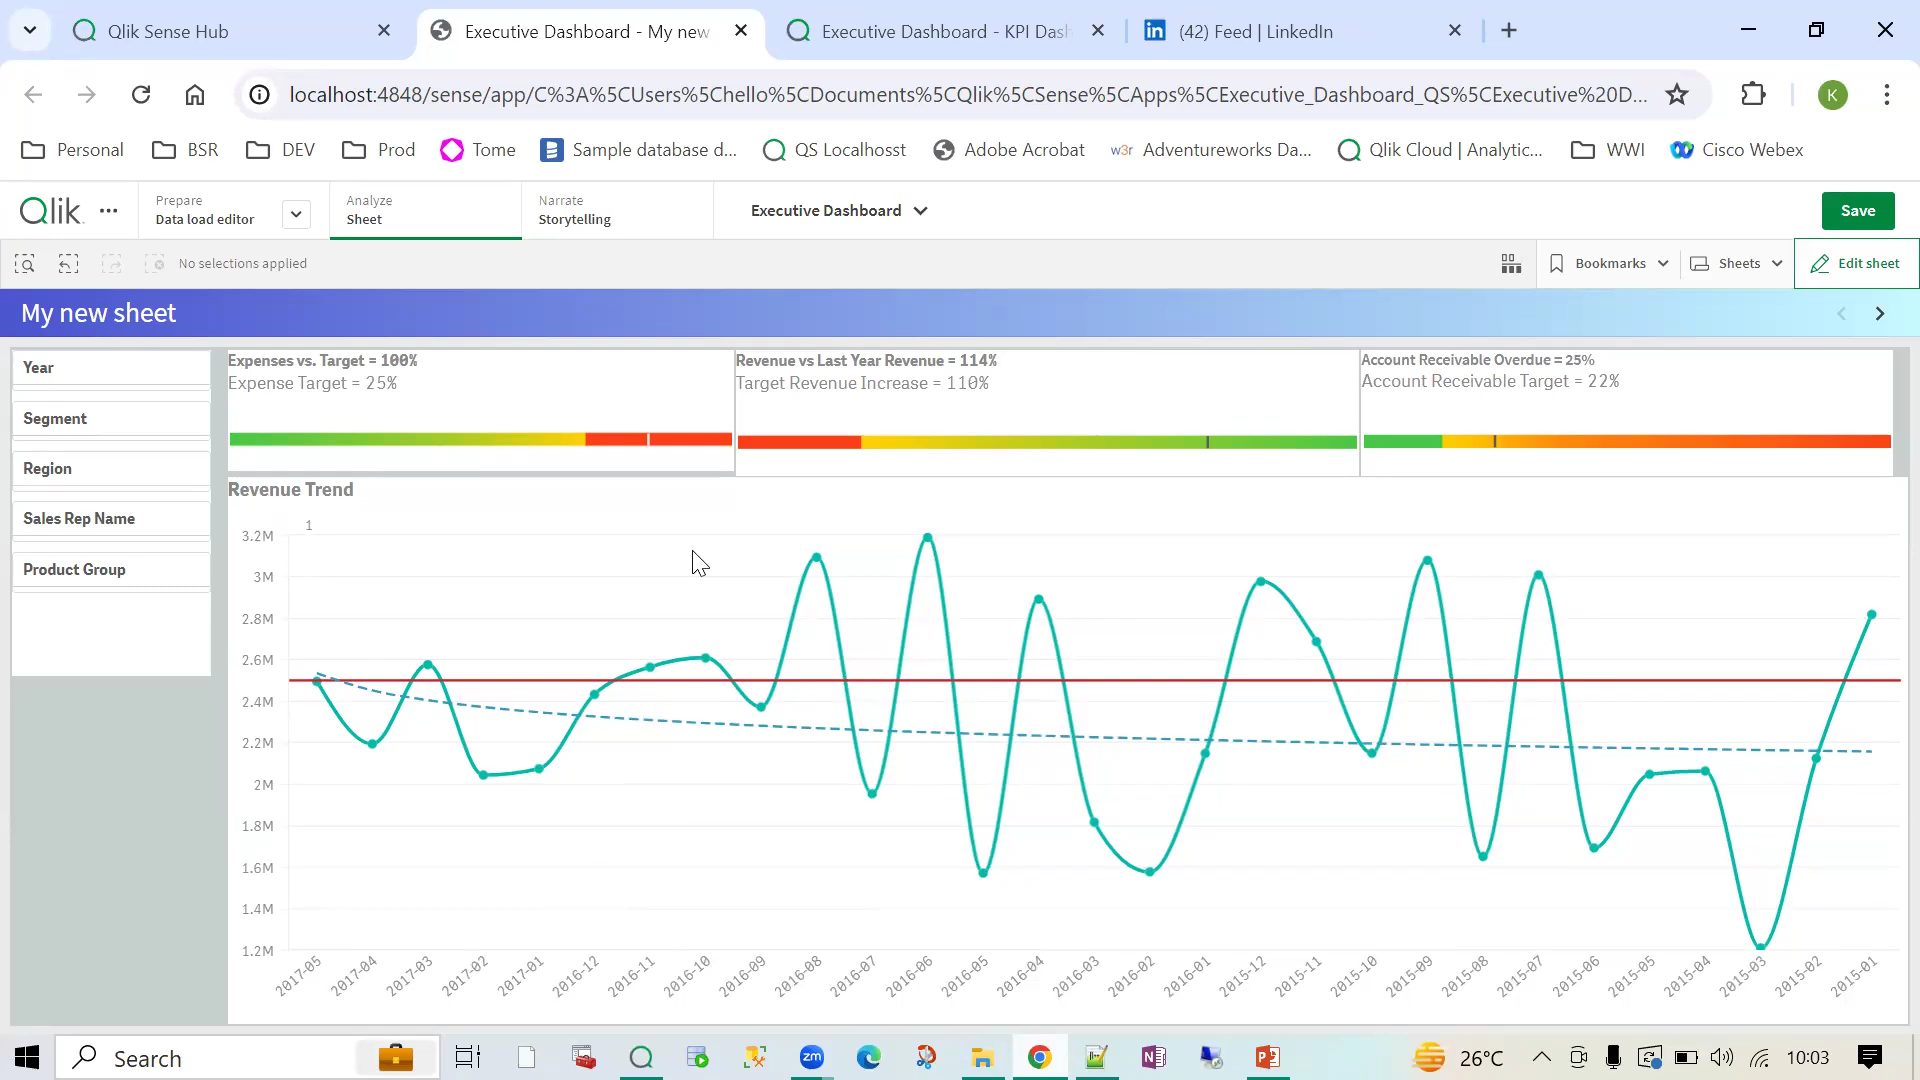 Qlik Sense Hub
Executive Dashboard - My new
Executive Dashboard - KPI Dash
(42) Feed | LinkedIn
localhost:4848/sense/app/C%3A%5CUsers%5Chello%5CDocuments%5CQlik%5CSense%5CApps%5CExecutive_Dashboard_QS%5CExecutive%20D...
K
Personal
BSR
DEV
Prod
Tome
Sample database d...
QS Localhosst
Adobe Acrobat
w3r Adventureworks Da...
Qlik Cloud | Analytic...
WWI
Cisco Webex
Qlik
Prepare
Data load editor
Analyze
Sheet
Narrate
Storytelling
Executive Dashboard
Save
No selections applied
Bookmarks
Sheets
Edit sheet
My new sheet
Year
Segment
Region
Sales Rep Name
Product Group
Expenses vs. Target = 100%
Expense Target = 25%
Revenue vs Last Year Revenue = 114%
Target Revenue Increase = 110%
Account Receivable Overdue = 25%
Account Receivable Target = 22%
Revenue Trend
1
3.2M
3M
2.8M
2.6M
2.4M
2.2M
2M
1.8M
1.6M
1.4M
1.2M
2017-05
2017-04
2017-03
2017-02
2017-01
2016-12
2016-11
2016-10
2016-09
2016-08
2016-07
2016-06
2016-05
2016-04
2016-03
2016-02
2016-01
2015-12
2015-11
2015-10
2015-09
2015-08
2015-07
2015-06
2015-05
2015-04
2015-03
2015-02
2015-01
Search
zm
26°C
10:03